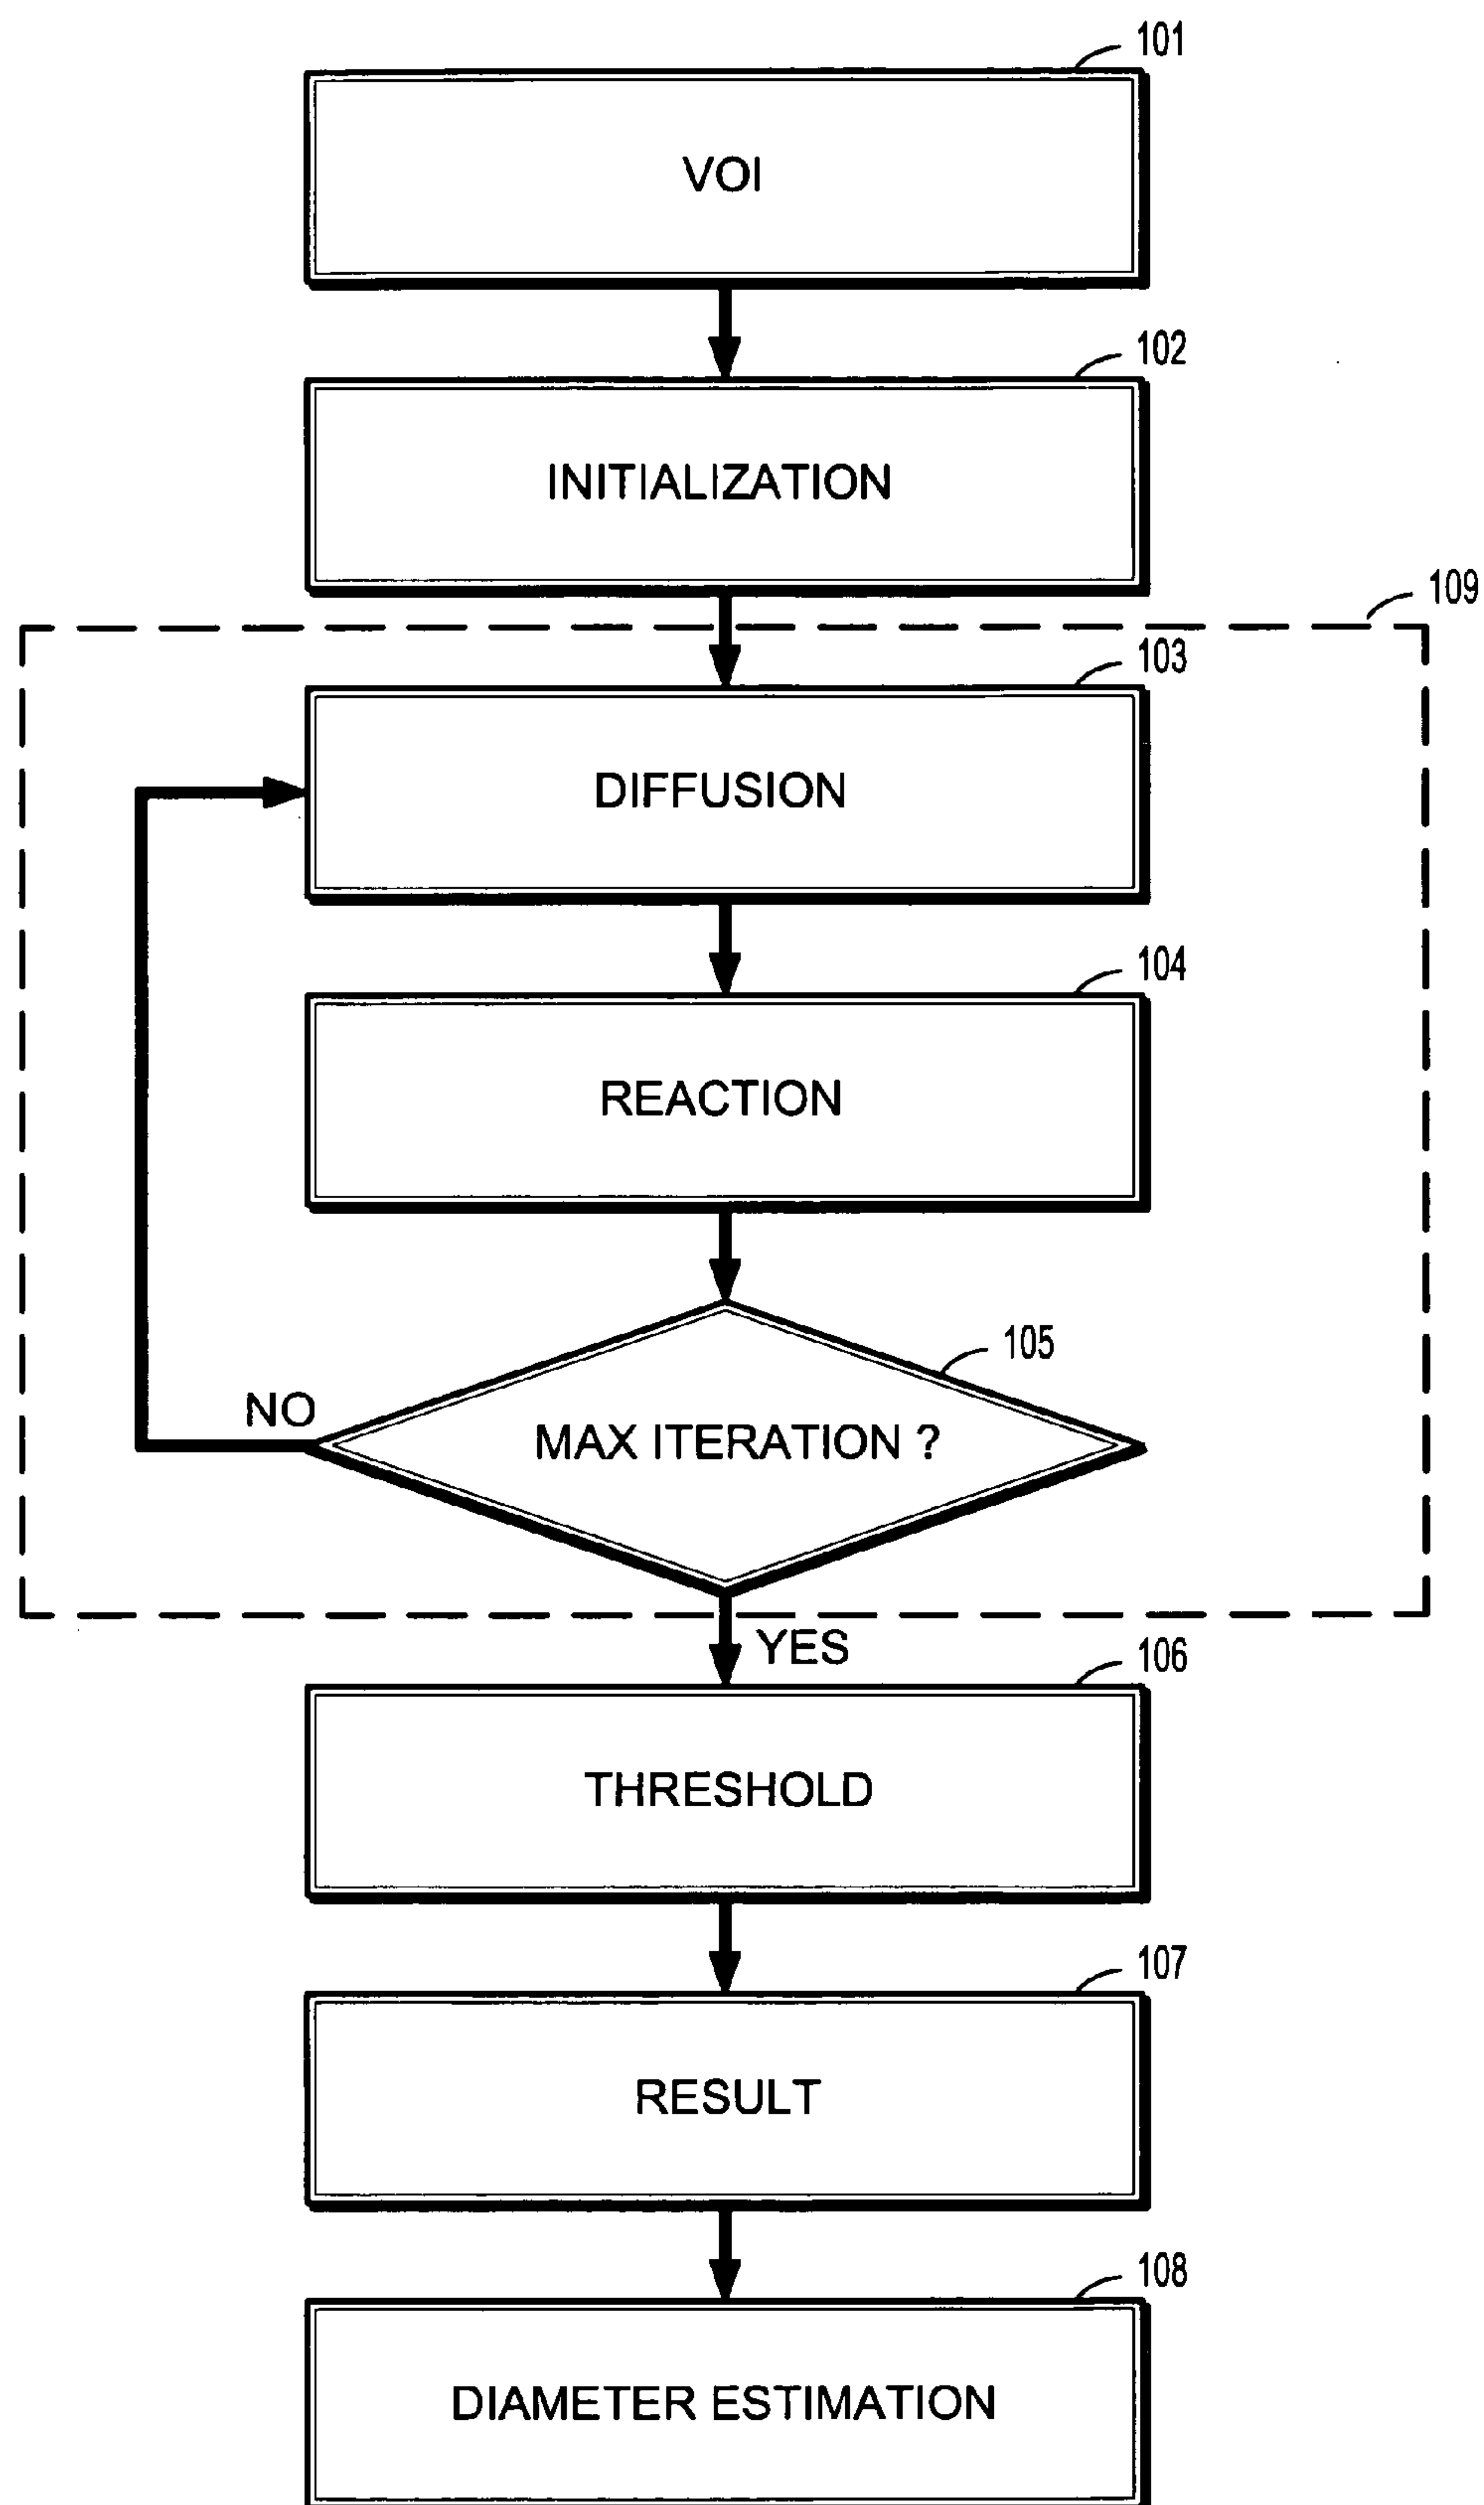 101
VOI
102
INITIALIZATION
109
103
DIFFUSION
104
REACTION
105
NO
MAX ITERATION ?
YES
106
THRESHOLD
107
RESULT
108
DIAMETER ESTIMATION